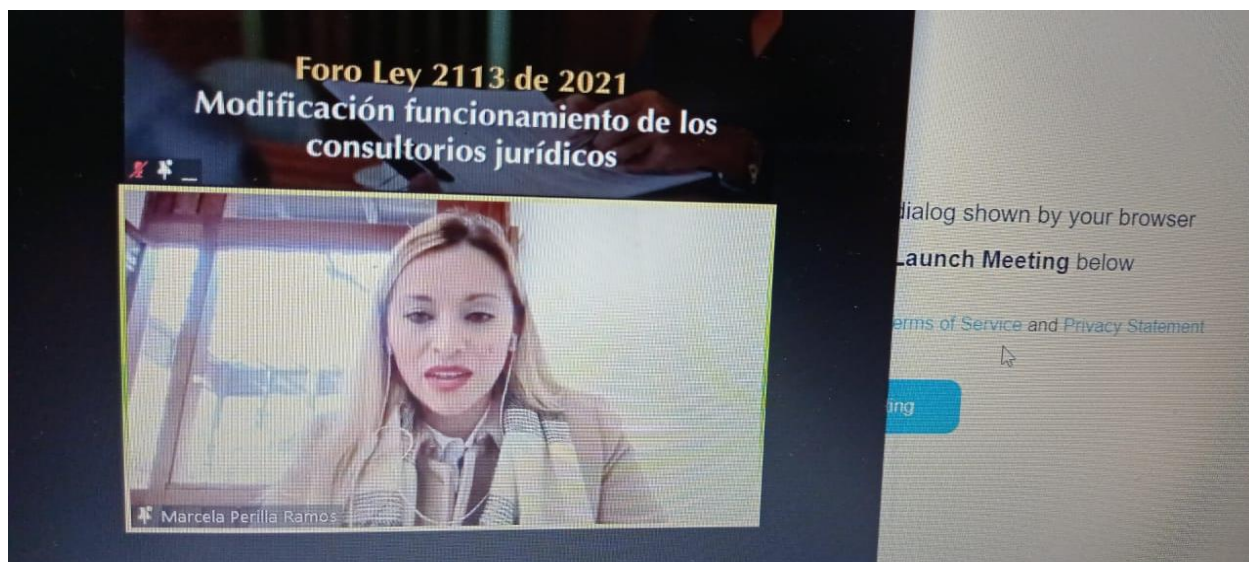 Foro Ley 2113 de 2021
Modificación funcionamiento de los
consultorios jurídicos
Marcela Perilla Ramos
dialog shown by your browser
Launch Meeting below
erms of Service and Privacy Statement
ing